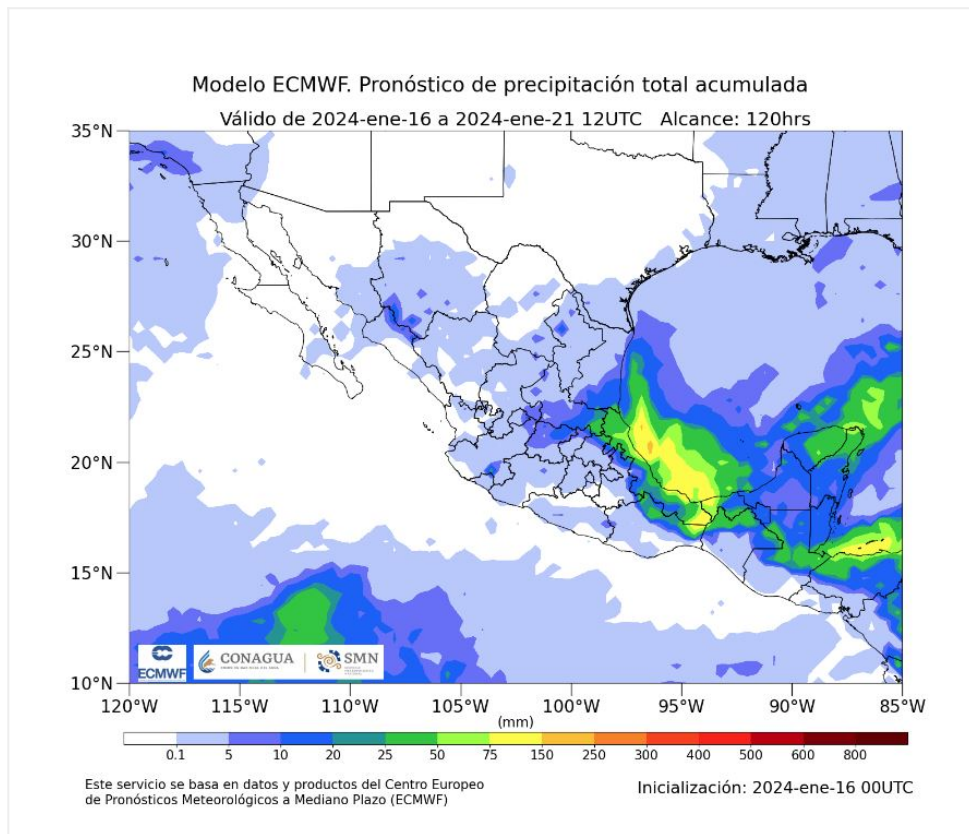 Modelo ECMWF. Pronóstico de precipitación total acumulada
Válido de 2024-ene-16 a 2024-ene-21 12UTC   Alcance: 120hrs
35°N
30°N
25°N
20°N
15°N
10°N
ECMWF
CONAGUA
SMN
120°W 115°W 110°W 105°W 100°W 95°W 90°W 85°W
(mm)
0.1 5 10 20 25 50 75 150 250 300 400 500 600 800
Este servicio se basa en datos y productos del Centro Europeo
de Pronósticos Meteorológicos a Mediano Plazo (ECMWF)
Inicialización: 2024-ene-16 00UTC